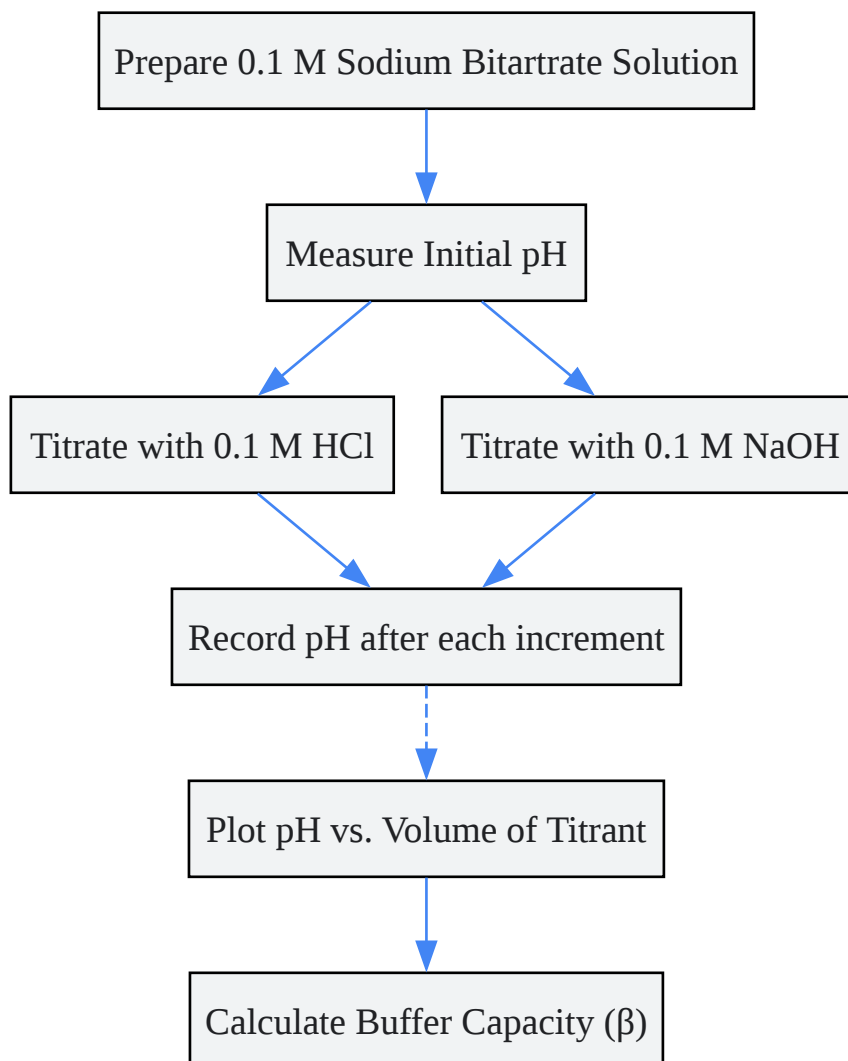 Prepare 0.1 M Sodium Bitartrate Solution
Measure Initial pH
Titrate with 0.1 M HCl
Titrate with 0.1 M NaOH
Record pH after each increment
Plot pH vs. Volume of Titrant
Calculate Buffer Capacity (β)